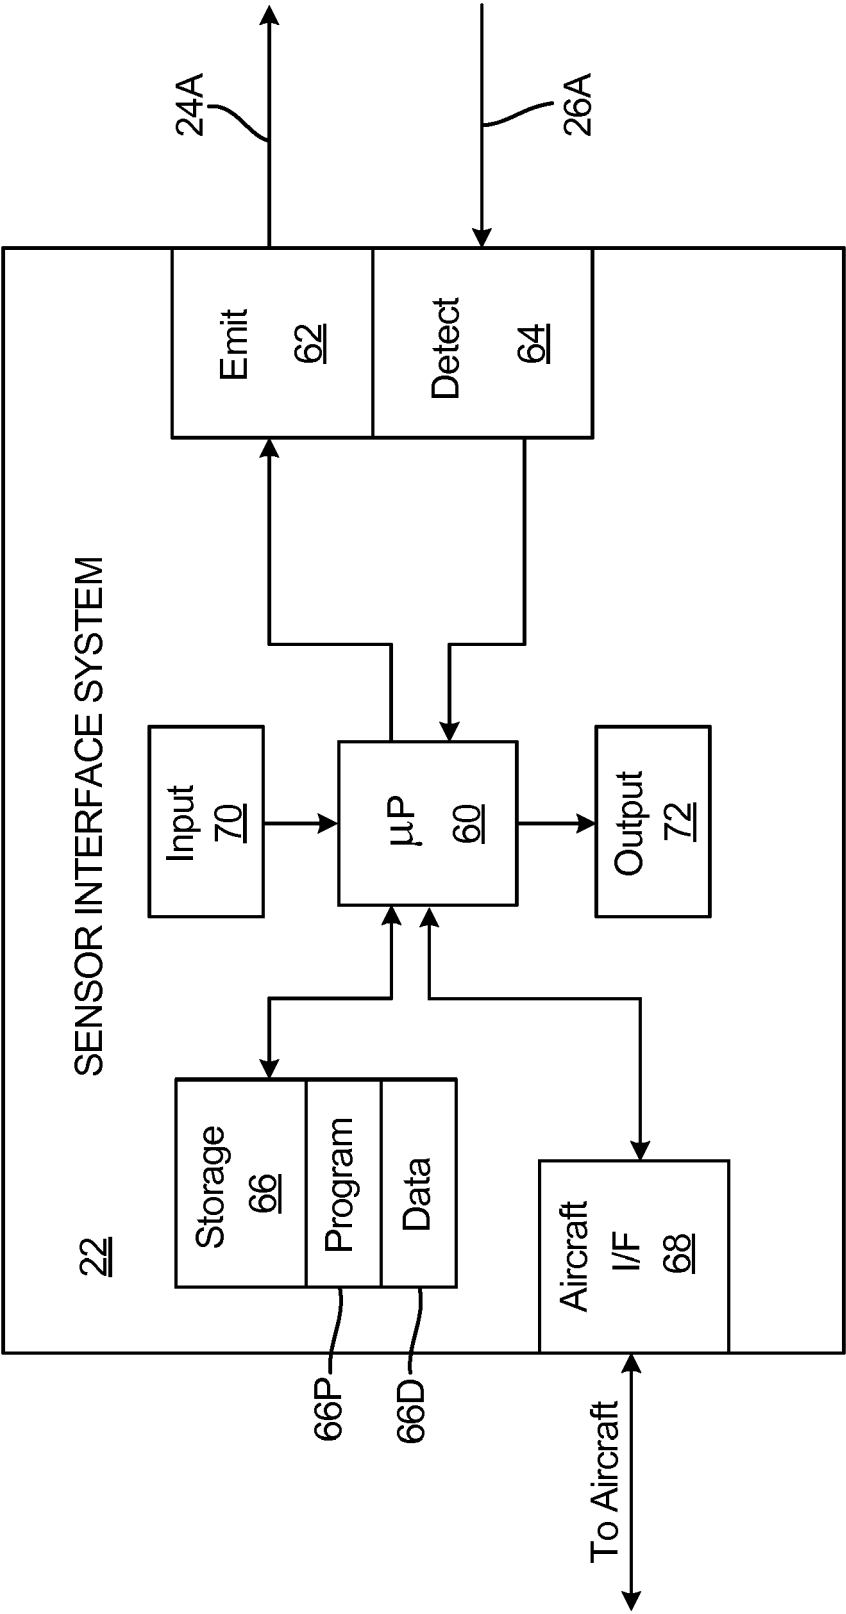 SENSOR INTERFACE SYSTEM
22
Storage
66
Program
Data
66P
66D
Aircraft
I/F
68
To Aircraft
Input
70
µP
60
Output
72
Emit
62
Detect
64
24A
26A